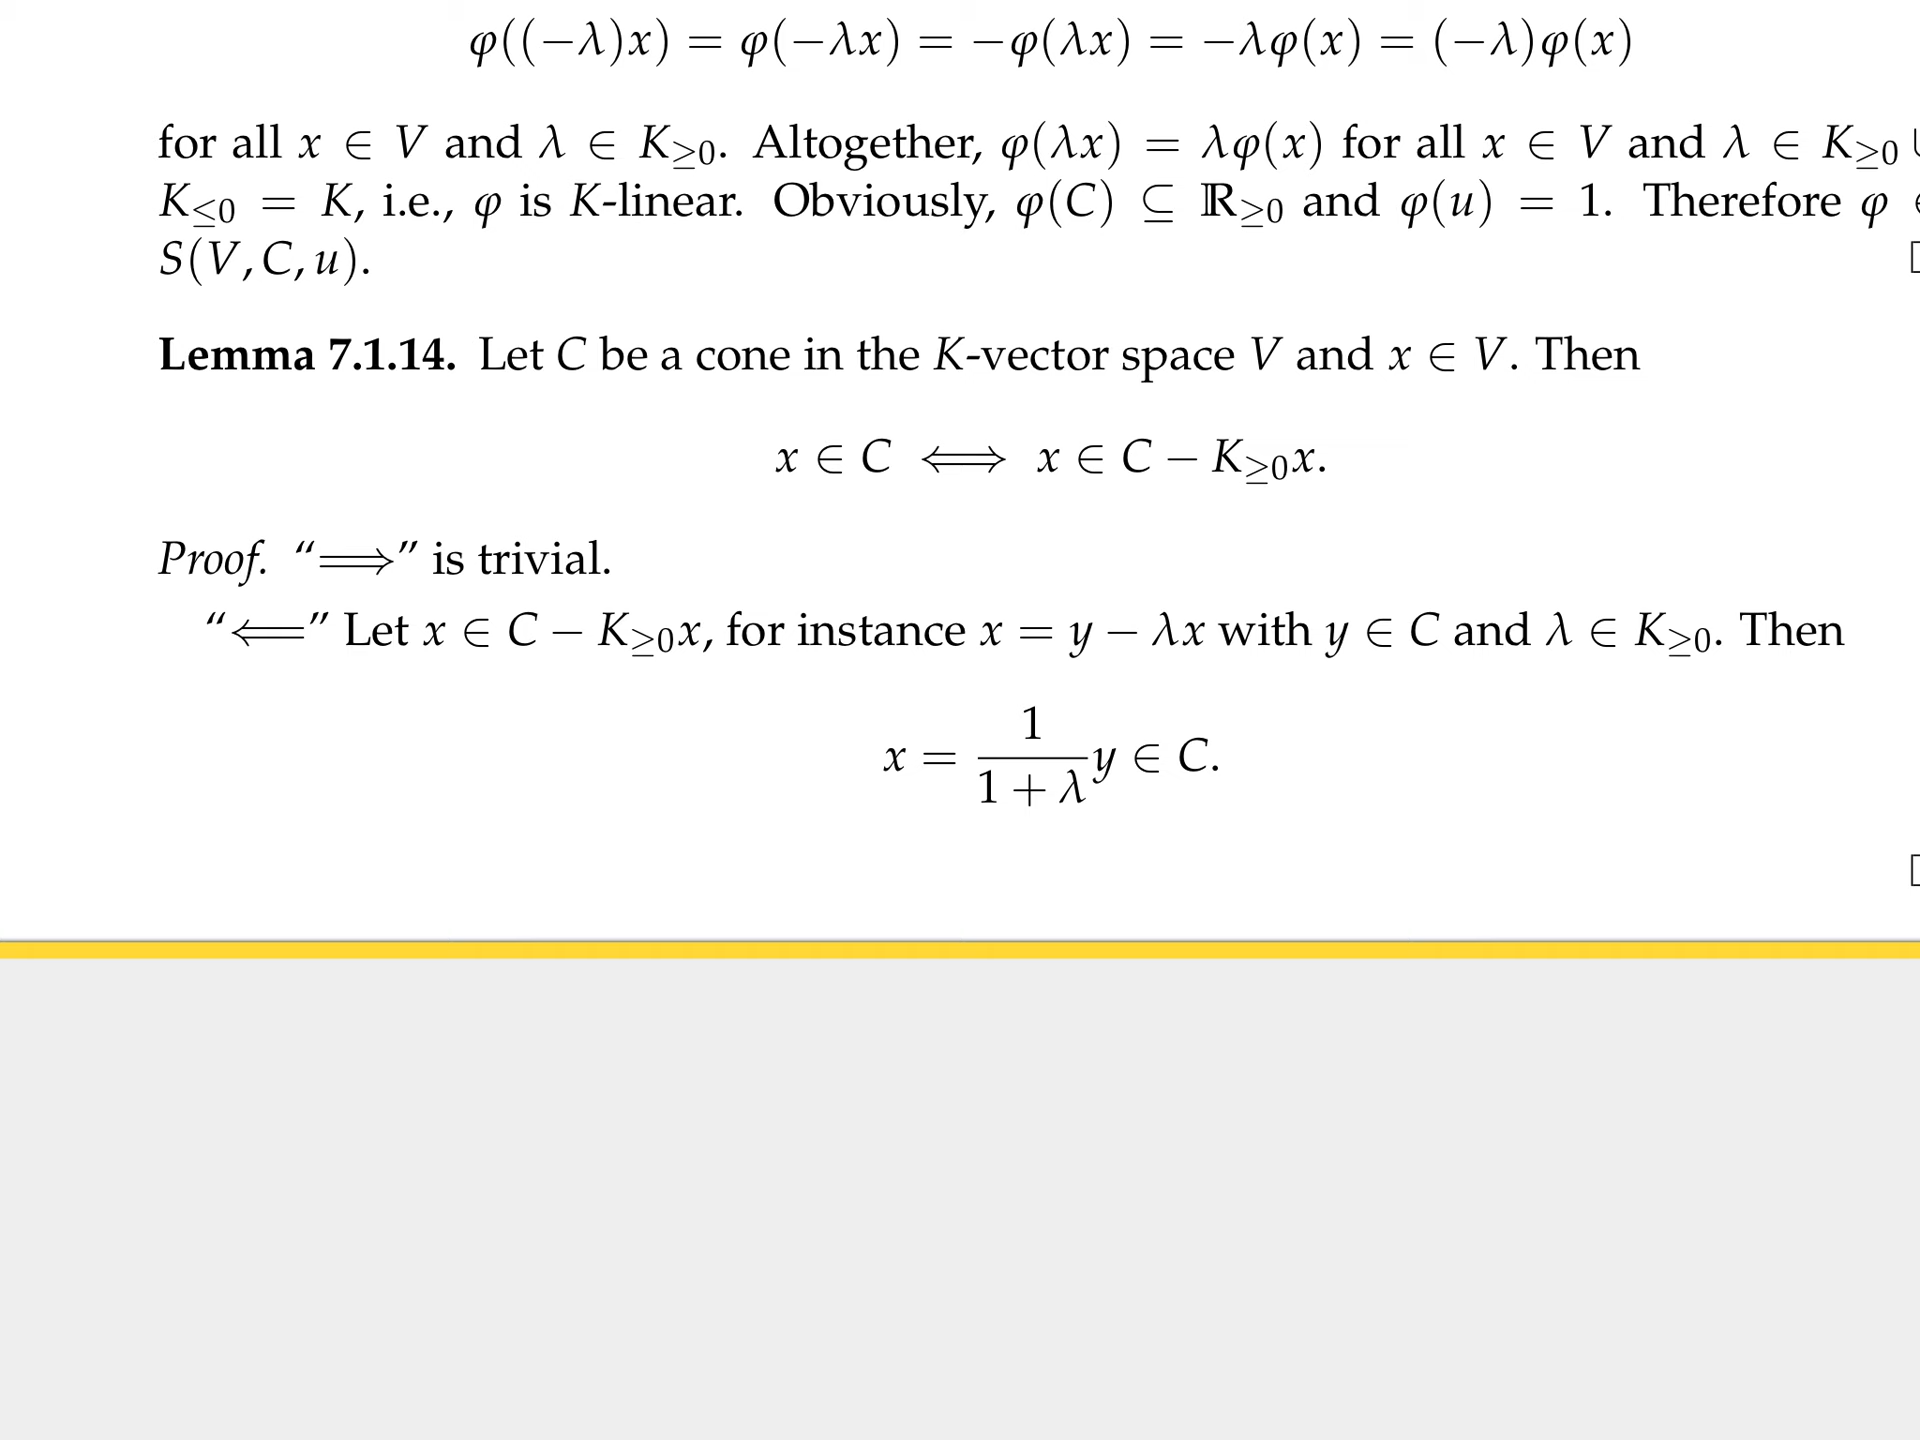 φ((−λ)x) = φ(−λx) = −φ(λx) = −λφ(x) = (−λ)φ(x)
for all x ∈ V and λ ∈ K≥0. Altogether, φ(λx) = λφ(x) for all x ∈ V and λ ∈ K≥0 ∪
K≤0 = K, i.e., φ is K-linear. Obviously, φ(C) ⊆ ℝ≥0 and φ(u) = 1. Therefore φ ∈
S(V, C, u). □
Lemma 7.1.14. Let C be a cone in the K-vector space V and x ∈ V. Then
x ∈ C ⟺ x ∈ C − K≥0x.
Proof. “⟹” is trivial.
“⟸” Let x ∈ C − K≥0x, for instance x = y − λx with y ∈ C and λ ∈ K≥0. Then
x = \frac{1}{1 + λ}y ∈ C.
□